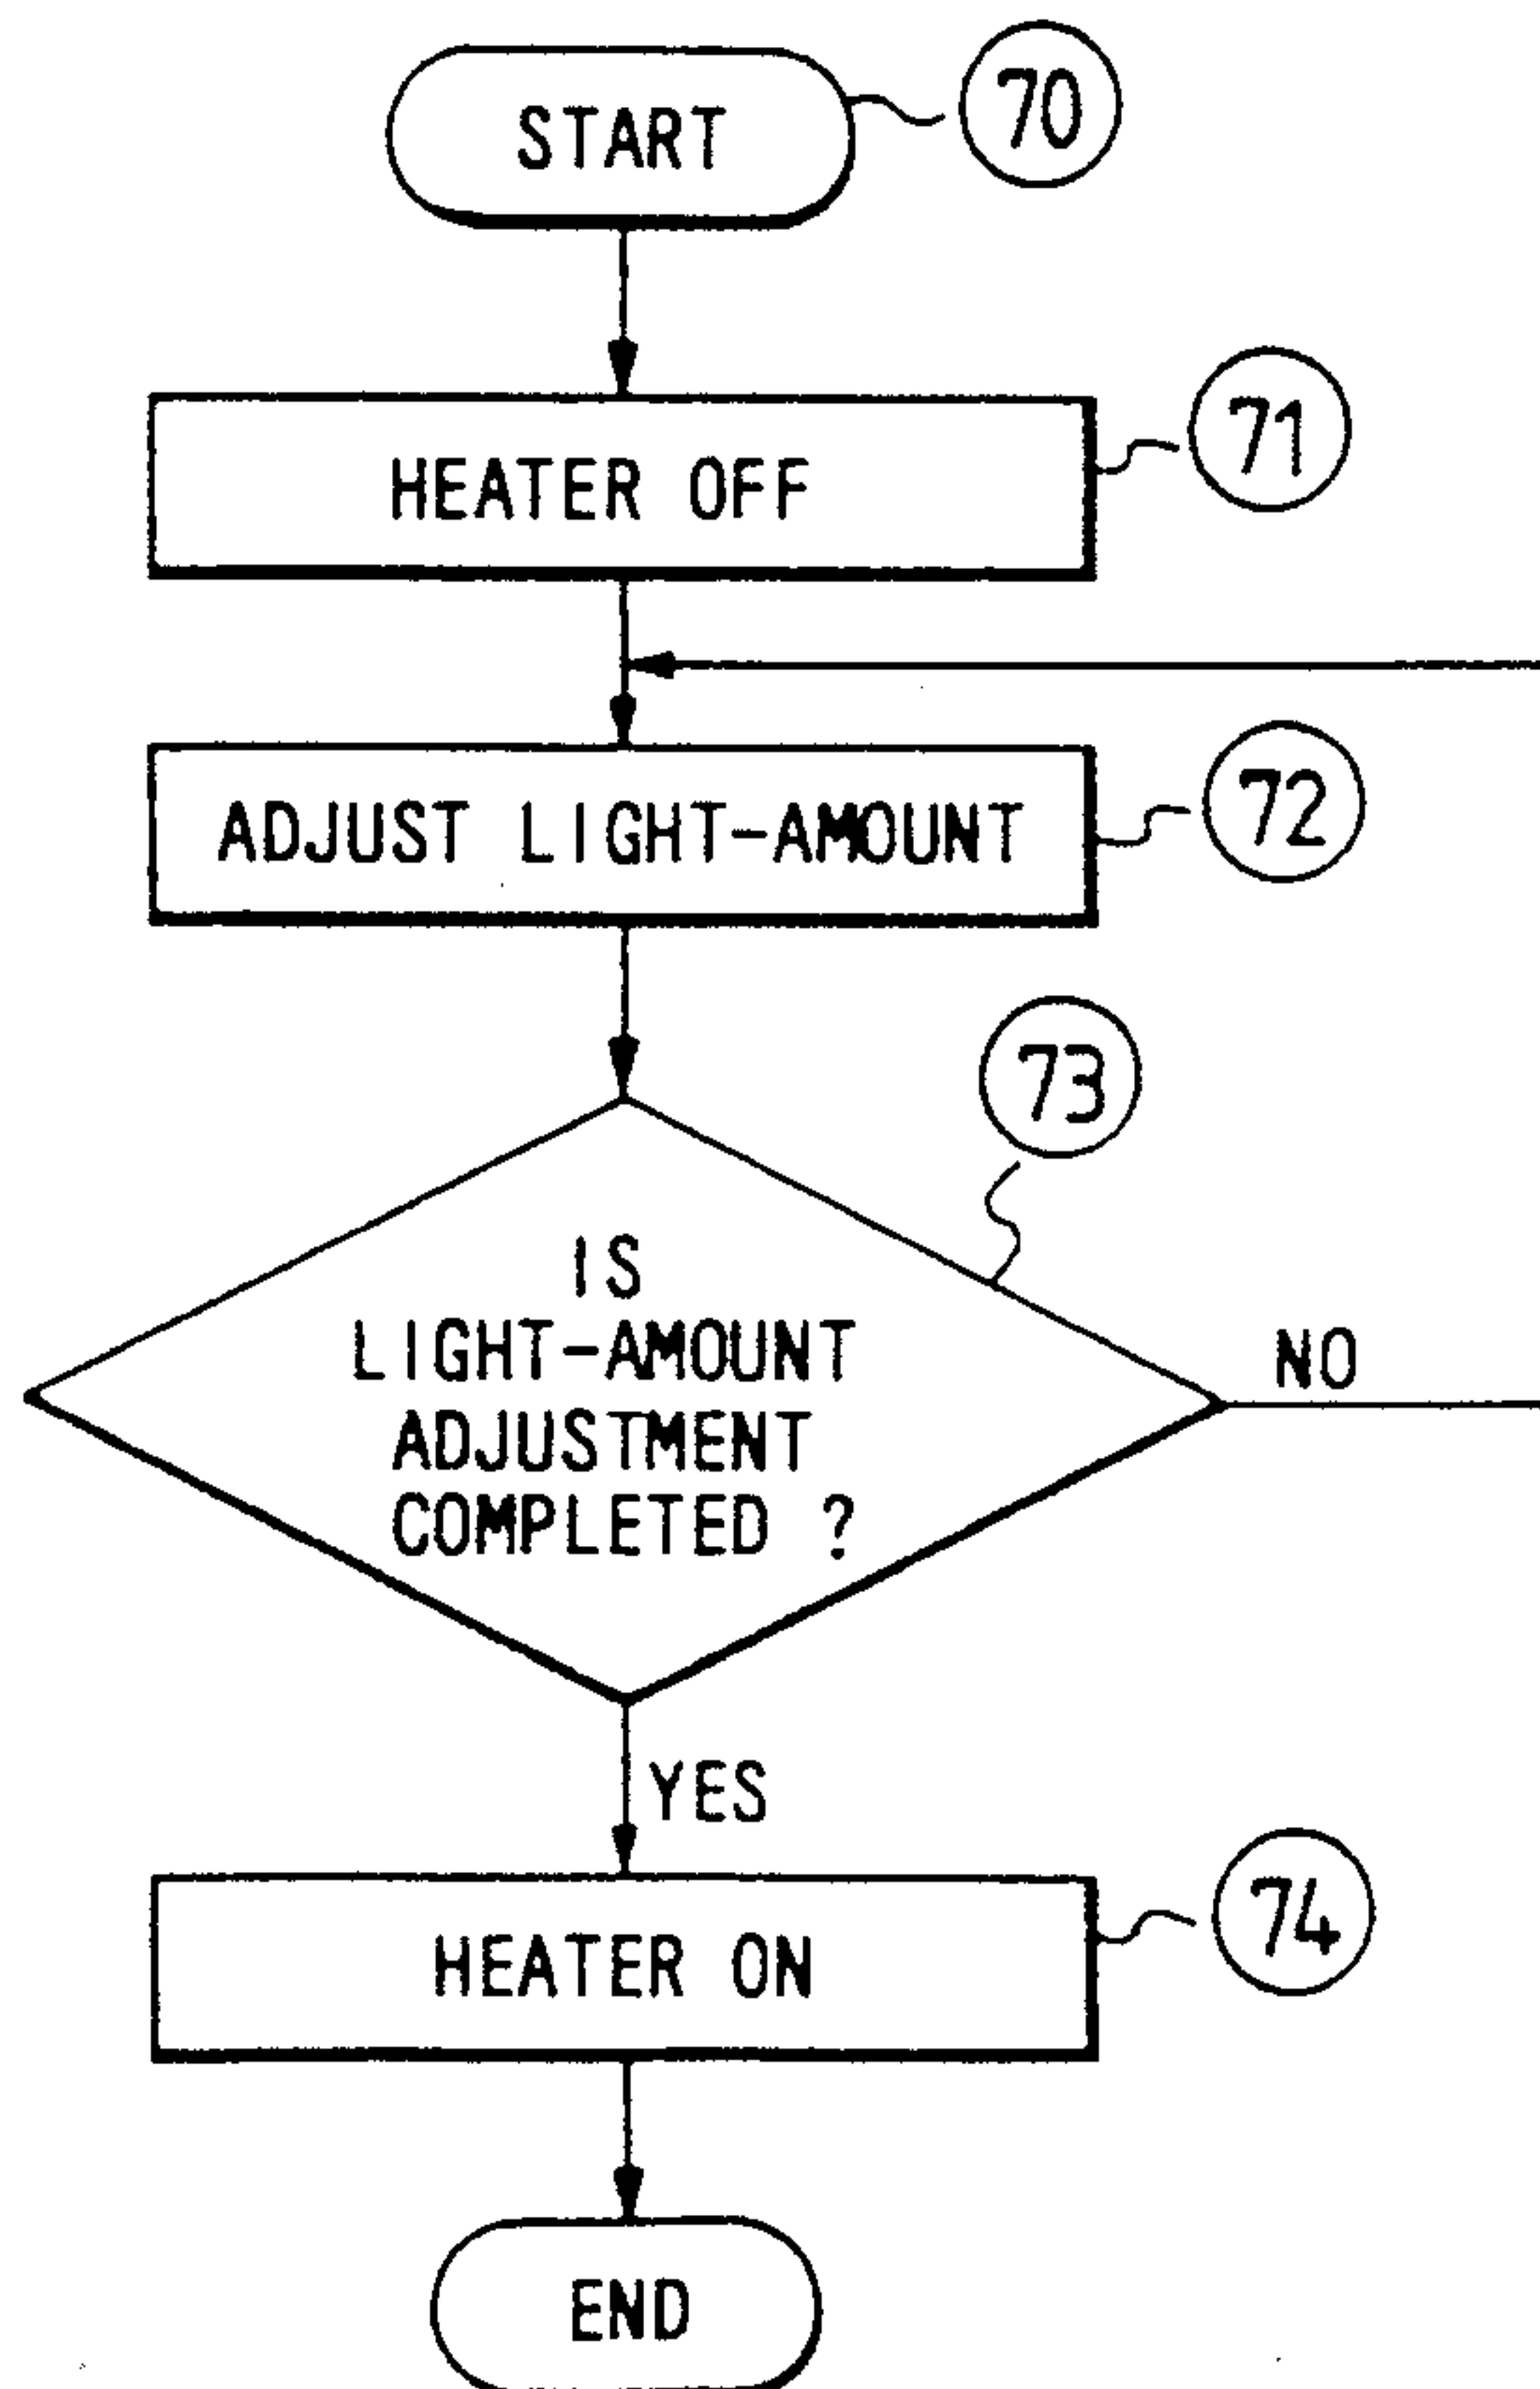 START
70
HEATER OFF
71
ADJUST LIGHT-AMOUNT
72
73
IS
LIGHT-AMOUNT
ADJUSTMENT
COMPLETED ?
NO
YES
HEATER ON
74
END